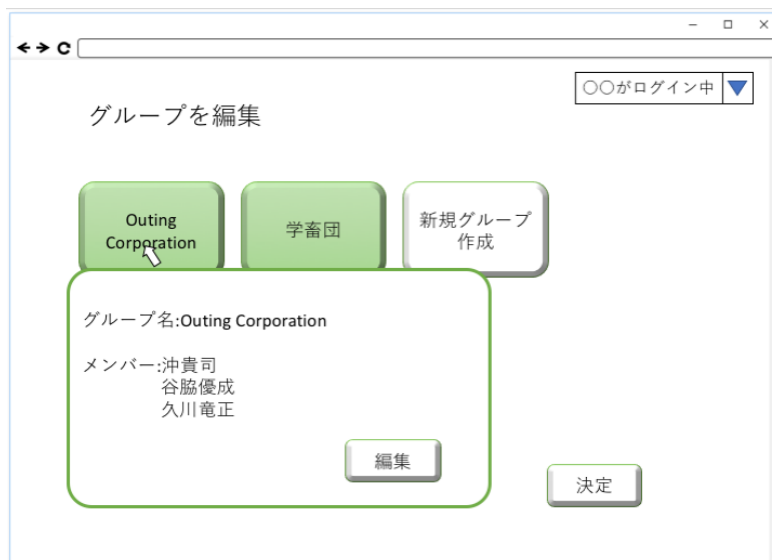 〇〇がログイン中
グループを編集
Outing
Corporation
学畜団
新規グループ
作成
グループ名:Outing Corporation
メンバー:沖貴司
谷脇優成
久川竜正
編集
決定